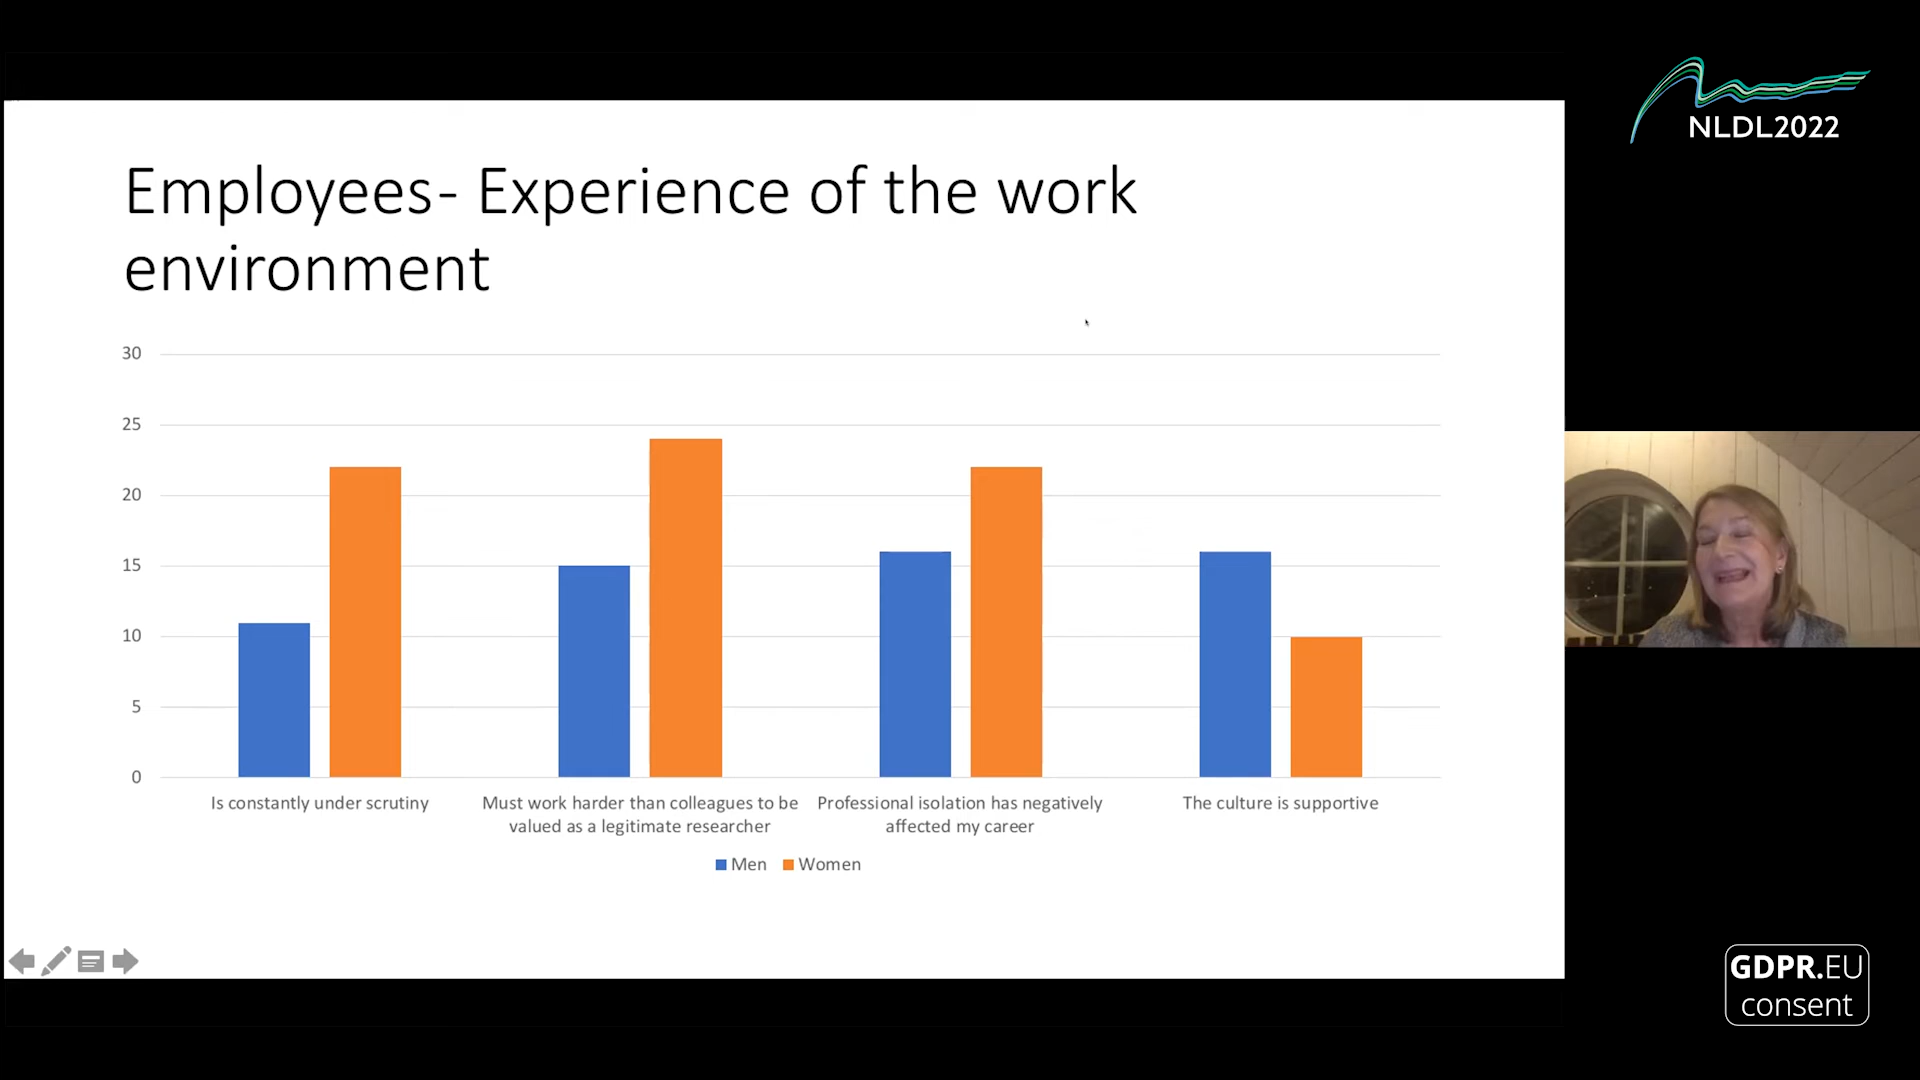 NLDL2022
Employees- Experience of the work
environment
30
25
20
15
10
5
0
Is constantly under scrutiny
Must work harder than colleagues to be
valued as a legitimate researcher
Professional isolation has negatively
affected my career
The culture is supportive
Men Women
GDPR.EU
consent